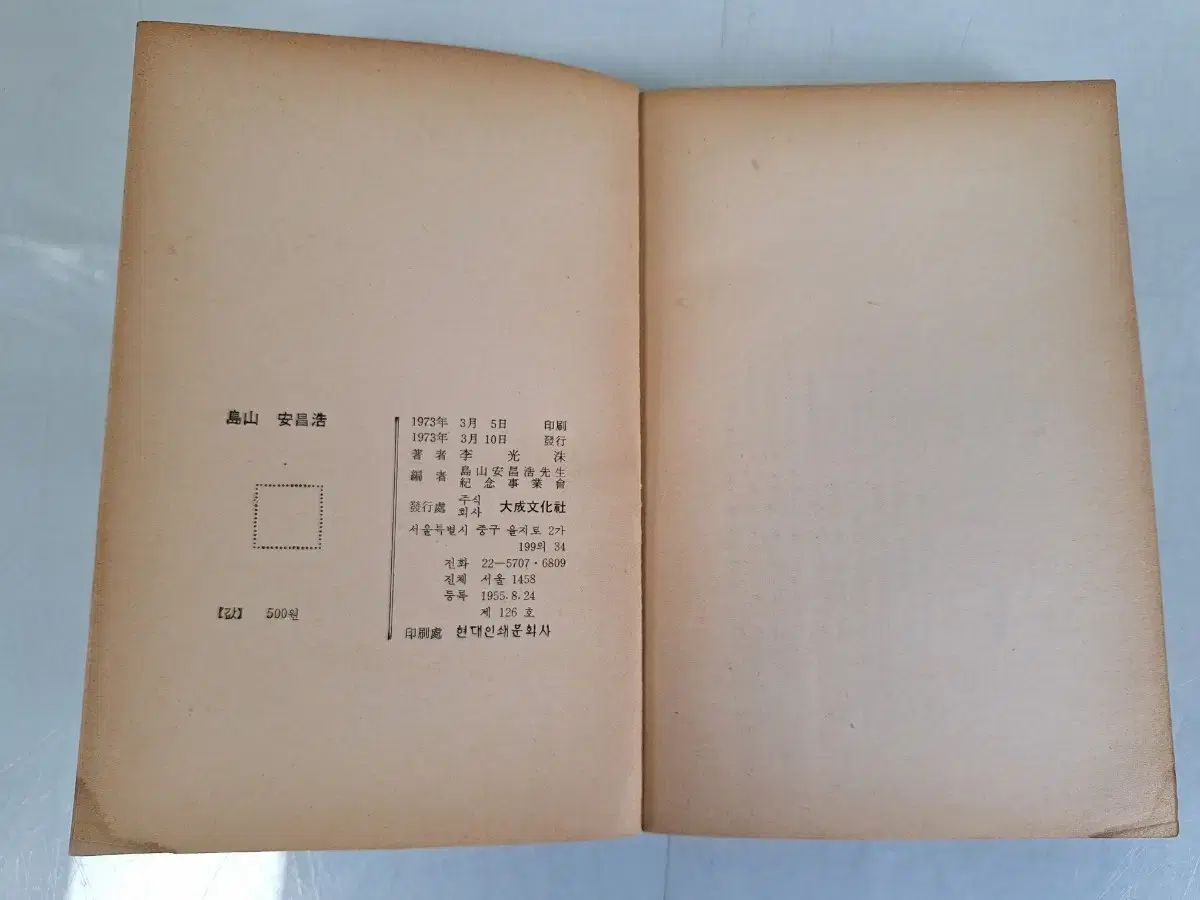 島山 安昌浩
【값】 500원
1973年 3月 5日 印刷
1973年 3月 10日 發行
著者 李光洙
編者 島山安昌浩先生
紀念事業會
發行處 주식회사 大成文化社
서울특별시 중구 을지로 2가
199의 34
전화 22—5707·6809
진체 서울 1458
등록 1955.8.24
제 126 호
印刷處 현대인쇄문화사